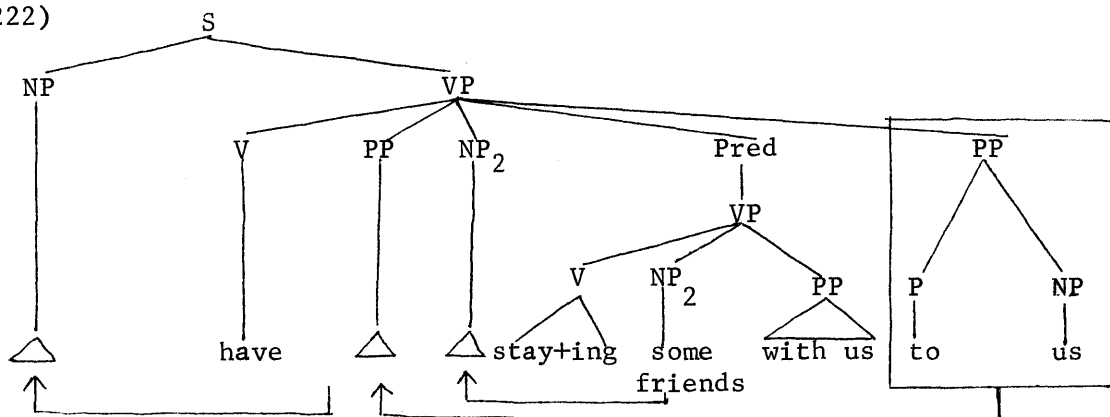 222)
S
NP VP
V PP NP2 Pred PP
VP
V NP2 PP P NP
△ have △ △ stay+ing some with us to us
friends